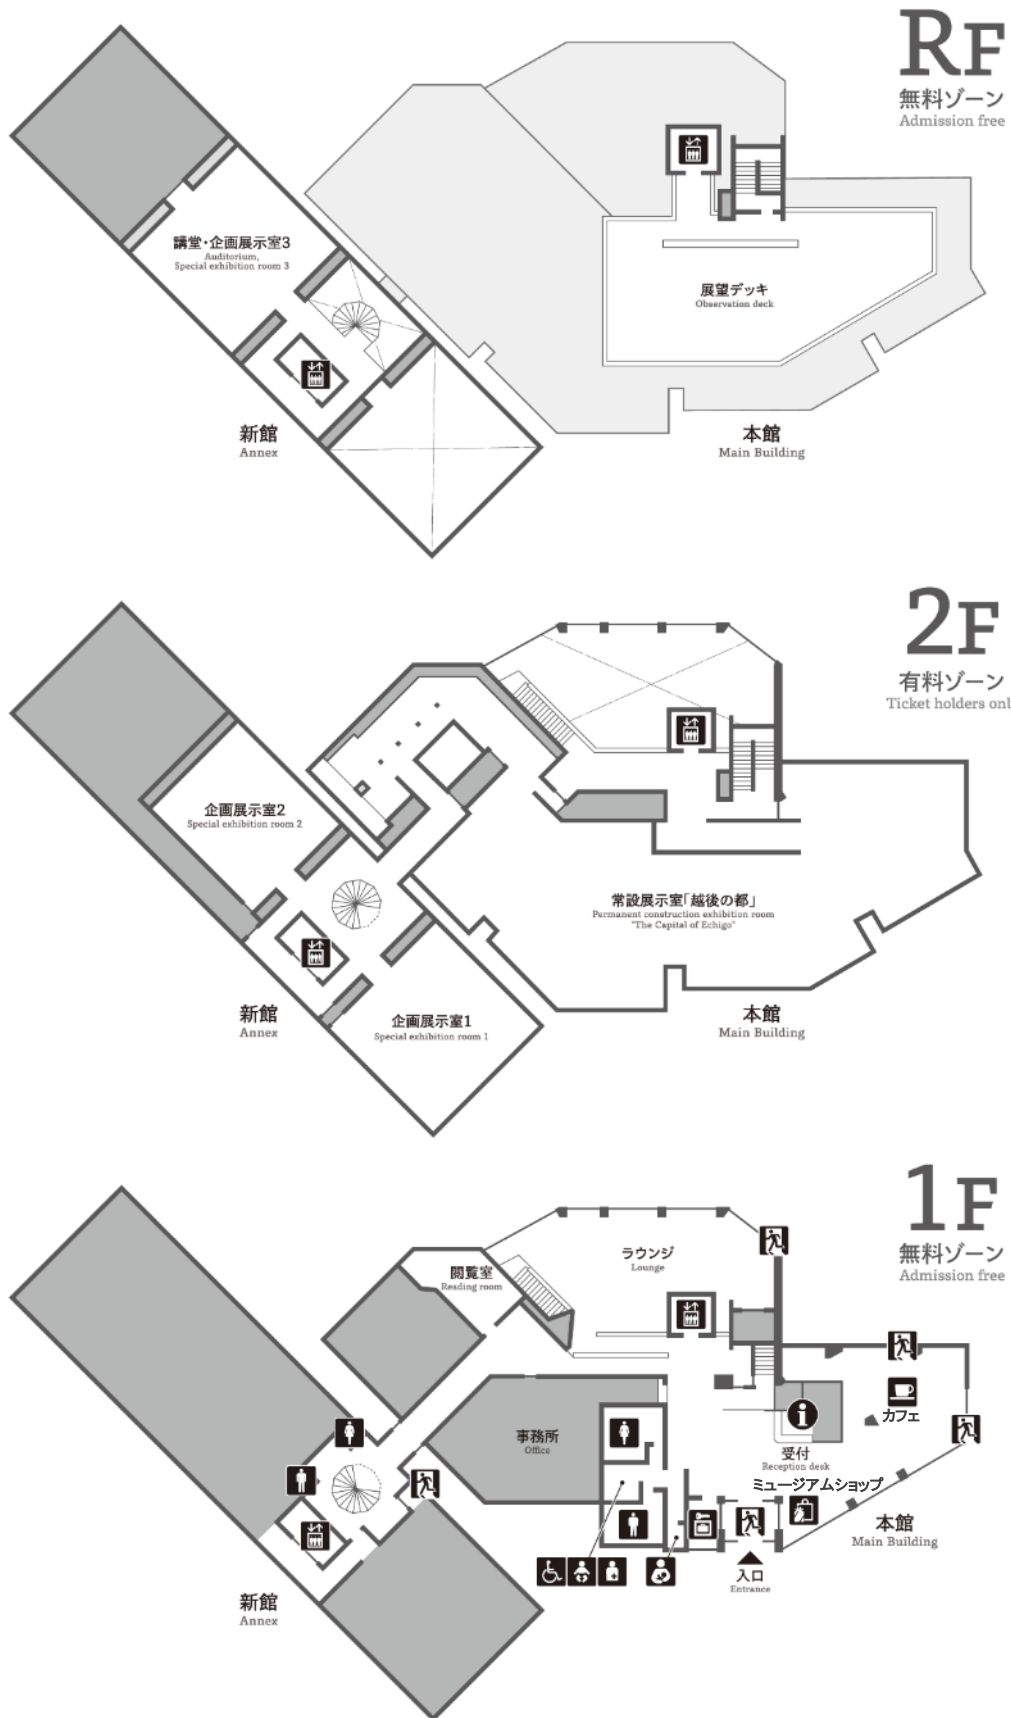 RF
無料ゾーン
Admission free
講堂・企画展示室3
Auditorium,
Special exhibition room 3
展望デッキ
Observation deck
新館
Annex
本館
Main Building
2F
有料ゾーン
Ticket holders onl
企画展示室2
Special exhibition room 2
常設展示室「越後の都」
Permanent construction exhibition room
"The Capital of Echigo"
企画展示室1
Special exhibition room 1
新館
Annex
本館
Main Building
1F
無料ゾーン
Admission free
ラウンジ
Lounge
閲覧室
Reading room
カフェ
事務所
Office
受付
Reception desk
ミュージアムショップ
本館
Main Building
入口
Entrance
新館
Annex